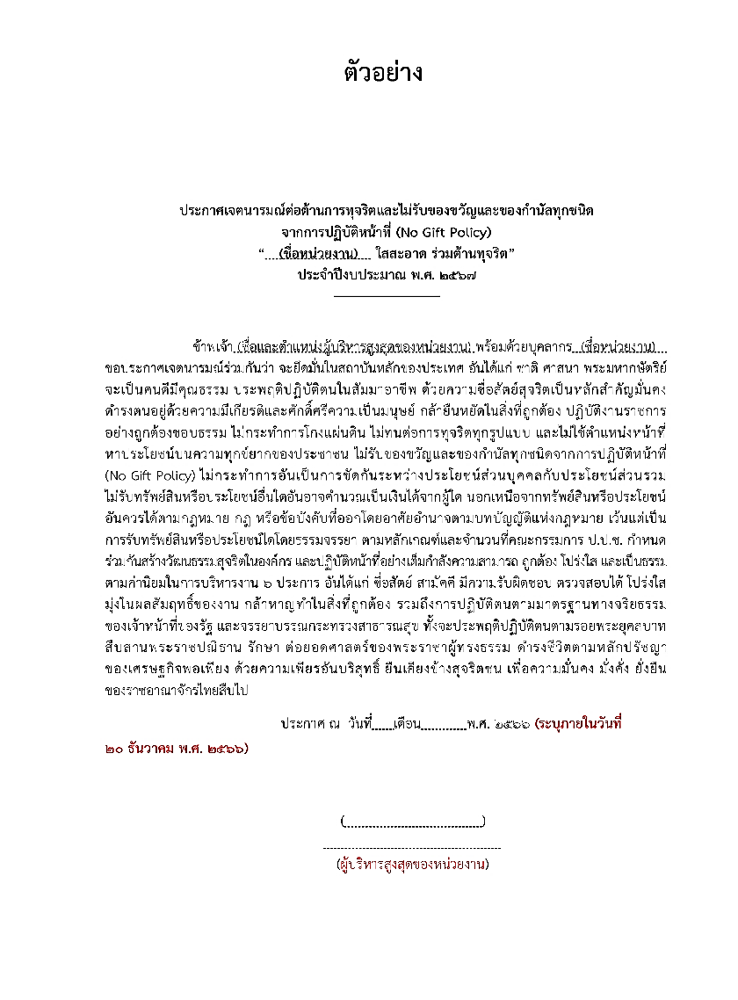 ตัวอย่าง
ประกาศเจตนารมณ์ต่อต้านการทุจริตและไม่รับของขวัญและของกำนัลทุกชนิด
จากการปฏิบัติหน้าที่ (No Gift Policy)
“....(ชื่อหน่วยงาน).... ใสสะอาด ร่วมต้านทุจริต”
ประจำปีงบประมาณ พ.ศ. ๒๕๖๗
ข้าพเจ้า (ชื่อและตำแหน่งผู้บริหารสูงสุดของหน่วยงาน) พร้อมด้วยบุคลากร...(ชื่อหน่วยงาน)....
ขอประกาศเจตนารมณ์ร่วมกันว่า จะยึดมั่นในสถาบันหลักของประเทศ อันได้แก่ ชาติ ศาสนา พระมหากษัตริย์
จะเป็นคนดีมีคุณธรรม ประพฤติปฏิบัติตนในสัมมาอาชีพ ด้วยความซื่อสัตย์สุจริตเป็นหลักสำคัญมั่นคง
ดำรงตนอยู่ด้วยความมีเกียรติและศักดิ์ศรีความเป็นมนุษย์ กล้ายืนหยัดในสิ่งที่ถูกต้อง ปฏิบัติงานราชการ
อย่างถูกต้องชอบธรรม ไม่กระทำการโกงแผ่นดิน ไม่ทนต่อการทุจริตทุกรูปแบบ และไม่ใช้ตำแหน่งหน้าที่
หาประโยชน์บนความทุกข์ยากของประชาชน ไม่รับของขวัญและของกำนัลทุกชนิดจากการปฏิบัติหน้าที่
(No Gift Policy) ไม่กระทำการอันเป็นการขัดกันระหว่างประโยชน์ส่วนบุคคลกับประโยชน์ส่วนรวม
ไม่รับทรัพย์สินหรือประโยชน์อื่นใดอันอาจคำนวณเป็นเงินได้จากผู้ใด นอกเหนือจากทรัพย์สินหรือประโยชน์
อันควรได้ตามกฎหมาย กฎ หรือข้อบังคับที่ออกโดยอาศัยอำนาจตามบทบัญญัติแห่งกฎหมาย เว้นแต่เป็น
การรับทรัพย์สินหรือประโยชน์ใดโดยธรรมจรรยา ตามหลักเกณฑ์และจำนวนที่คณะกรรมการ ป.ป.ช. กำหนด
ร่วมกันสร้างวัฒนธรรมสุจริตในองค์กร และปฏิบัติหน้าที่อย่างเต็มกำลังความสามารถ ถูกต้อง โปร่งใส และเป็นธรรม
ตามค่านิยมในการบริหารงาน ๖ ประการ อันได้แก่ ซื่อสัตย์ สามัคคี มีความรับผิดชอบ ตรวจสอบได้ โปร่งใส
มุ่งในผลสัมฤทธิ์ของงาน กล้าหาญทำในสิ่งที่ถูกต้อง รวมถึงการปฏิบัติตนตามมาตรฐานทางจริยธรรม
ของเจ้าหน้าที่ของรัฐ และจรรยาบรรณกระทรวงสาธารณสุข ทั้งจะประพฤติปฏิบัติตนตามรอยพระยุคลบาท
สืบสานพระราชปณิธาน รักษา ต่อยอดศาสตร์ของพระราชาผู้ทรงธรรม ดำรงชีวิตตามหลักปรัชญา
ของเศรษฐกิจพอเพียง ด้วยความเพียรอันบริสุทธิ์ ยืนเคียงข้างสุจริตชน เพื่อความมั่นคง มั่งคั่ง ยั่งยืน
ของราชอาณาจักรไทยสืบไป
ประกาศ ณ วันที่......เดือน.............พ.ศ. ๒๕๖๖ (ระบุภายในวันที่
๒๐ ธันวาคม พ.ศ. ๒๕๖๖)
(.......................................)
..................................................
(ผู้บริหารสูงสุดของหน่วยงาน)